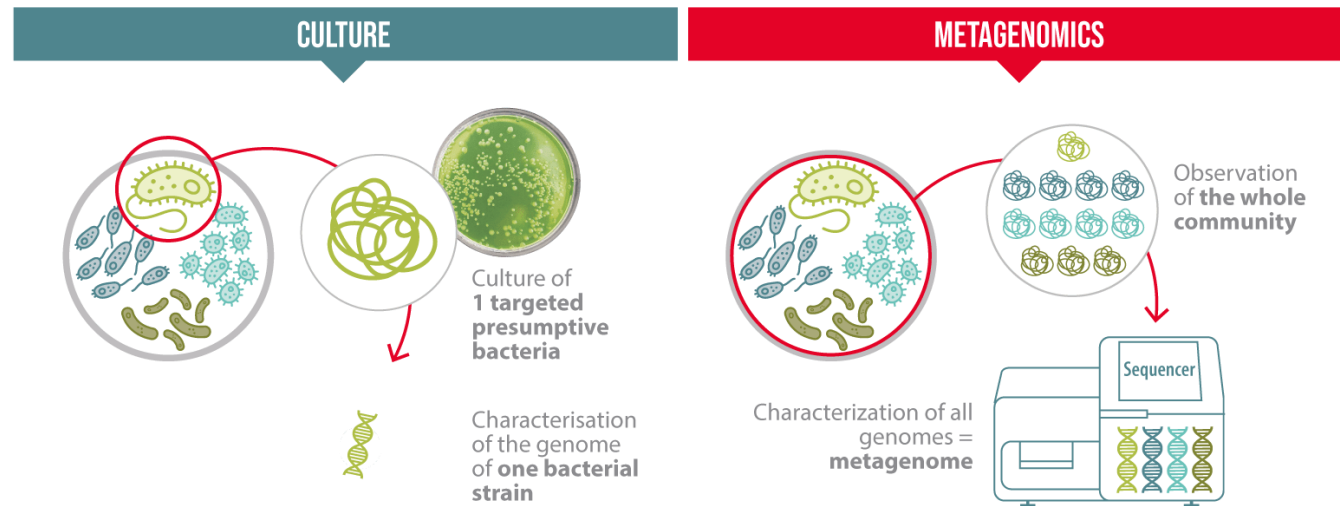 CULTURE
Culture of
1 targeted
presumptive
bacteria
Characterisation
of the genome
of one bacterial
strain
METAGENOMICS
Observation
of the whole
community
Sequencer
Characterization of all
genomes =
metagenome